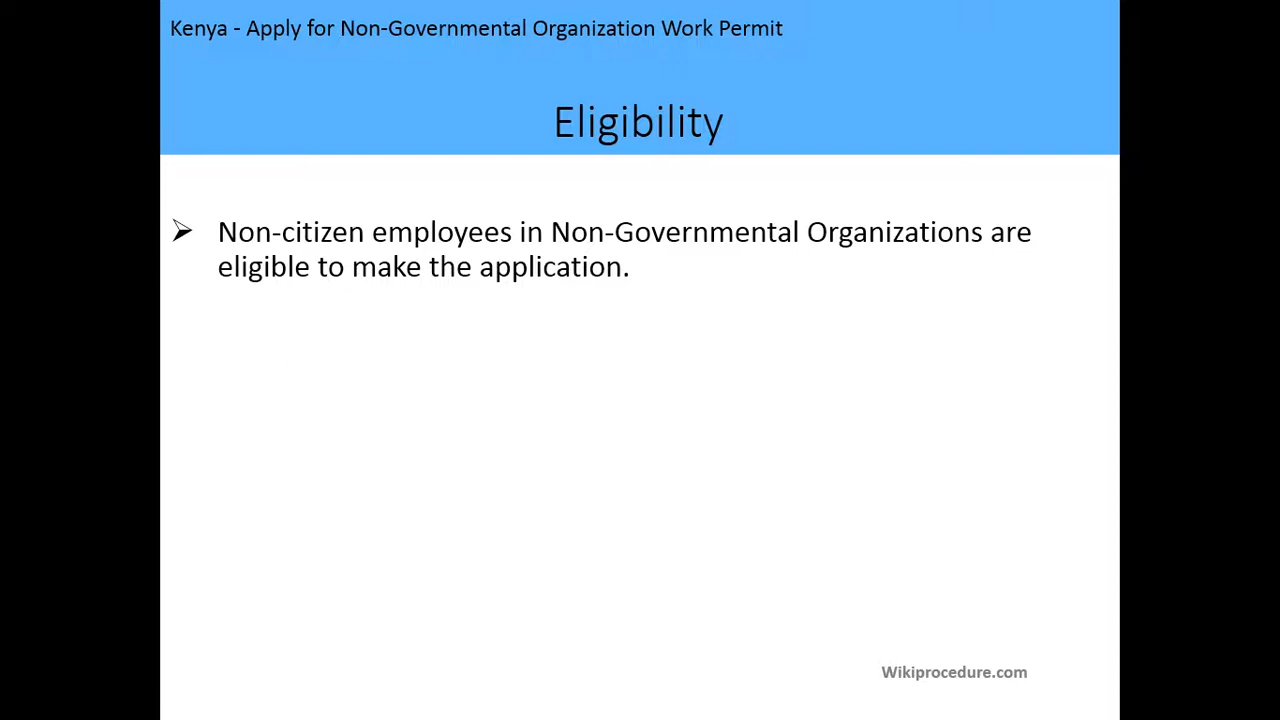 Kenya - Apply for Non-Governmental Organization Work Permit
Eligibility
➢ Non-citizen employees in Non-Governmental Organizations are
eligible to make the application.
Wikiprocedure.com